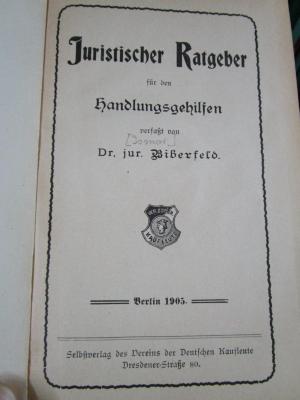 Juristischer Ratgeber
für den
Handlungsgehilfen
verfaßt von
Dr. jur. Biberfeld.
Berlin 1905.
Selbstverlag des Vereins der Deutschen Kaufleute
Dresdener-Straße 80.